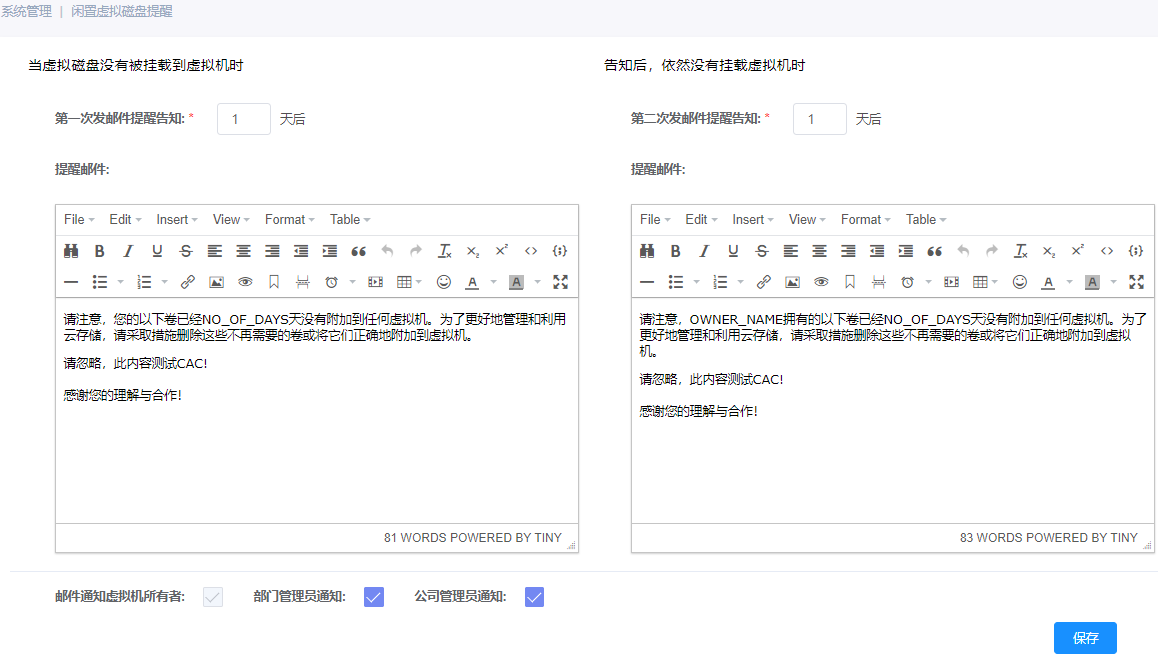 系统管理 | 闲置虚拟磁盘提醒
当虚拟磁盘没有被挂载到虚拟机时
第一次发邮件提醒告知: * 1 天后
提醒邮件:
File Edit Insert View Format Table
请注意，您的以下卷已经NO_OF_DAYS天没有附加到任何虚拟机。为了更好地管理和利用
云存储，请采取措施删除这些不再需要的卷或将它们正确地附加到虚拟机。
请忽略，此内容测试CAC!
感谢您的理解与合作!
81 WORDS POWERED BY TINY
告知后，依然没有挂载虚拟机时
第二次发邮件提醒告知: * 1 天后
提醒邮件:
File Edit Insert View Format Table
请注意，OWNER_NAME拥有的以下卷已经NO_OF_DAYS天没有附加到任何虚拟机。为了
更好地管理和利用云存储，请采取措施删除这些不再需要的卷或将它们正确地附加到虚拟
机。
请忽略，此内容测试CAC!
感谢您的理解与合作!
83 WORDS POWERED BY TINY
邮件通知虚拟机所有者: 部门管理员通知: 公司管理员通知:
保存